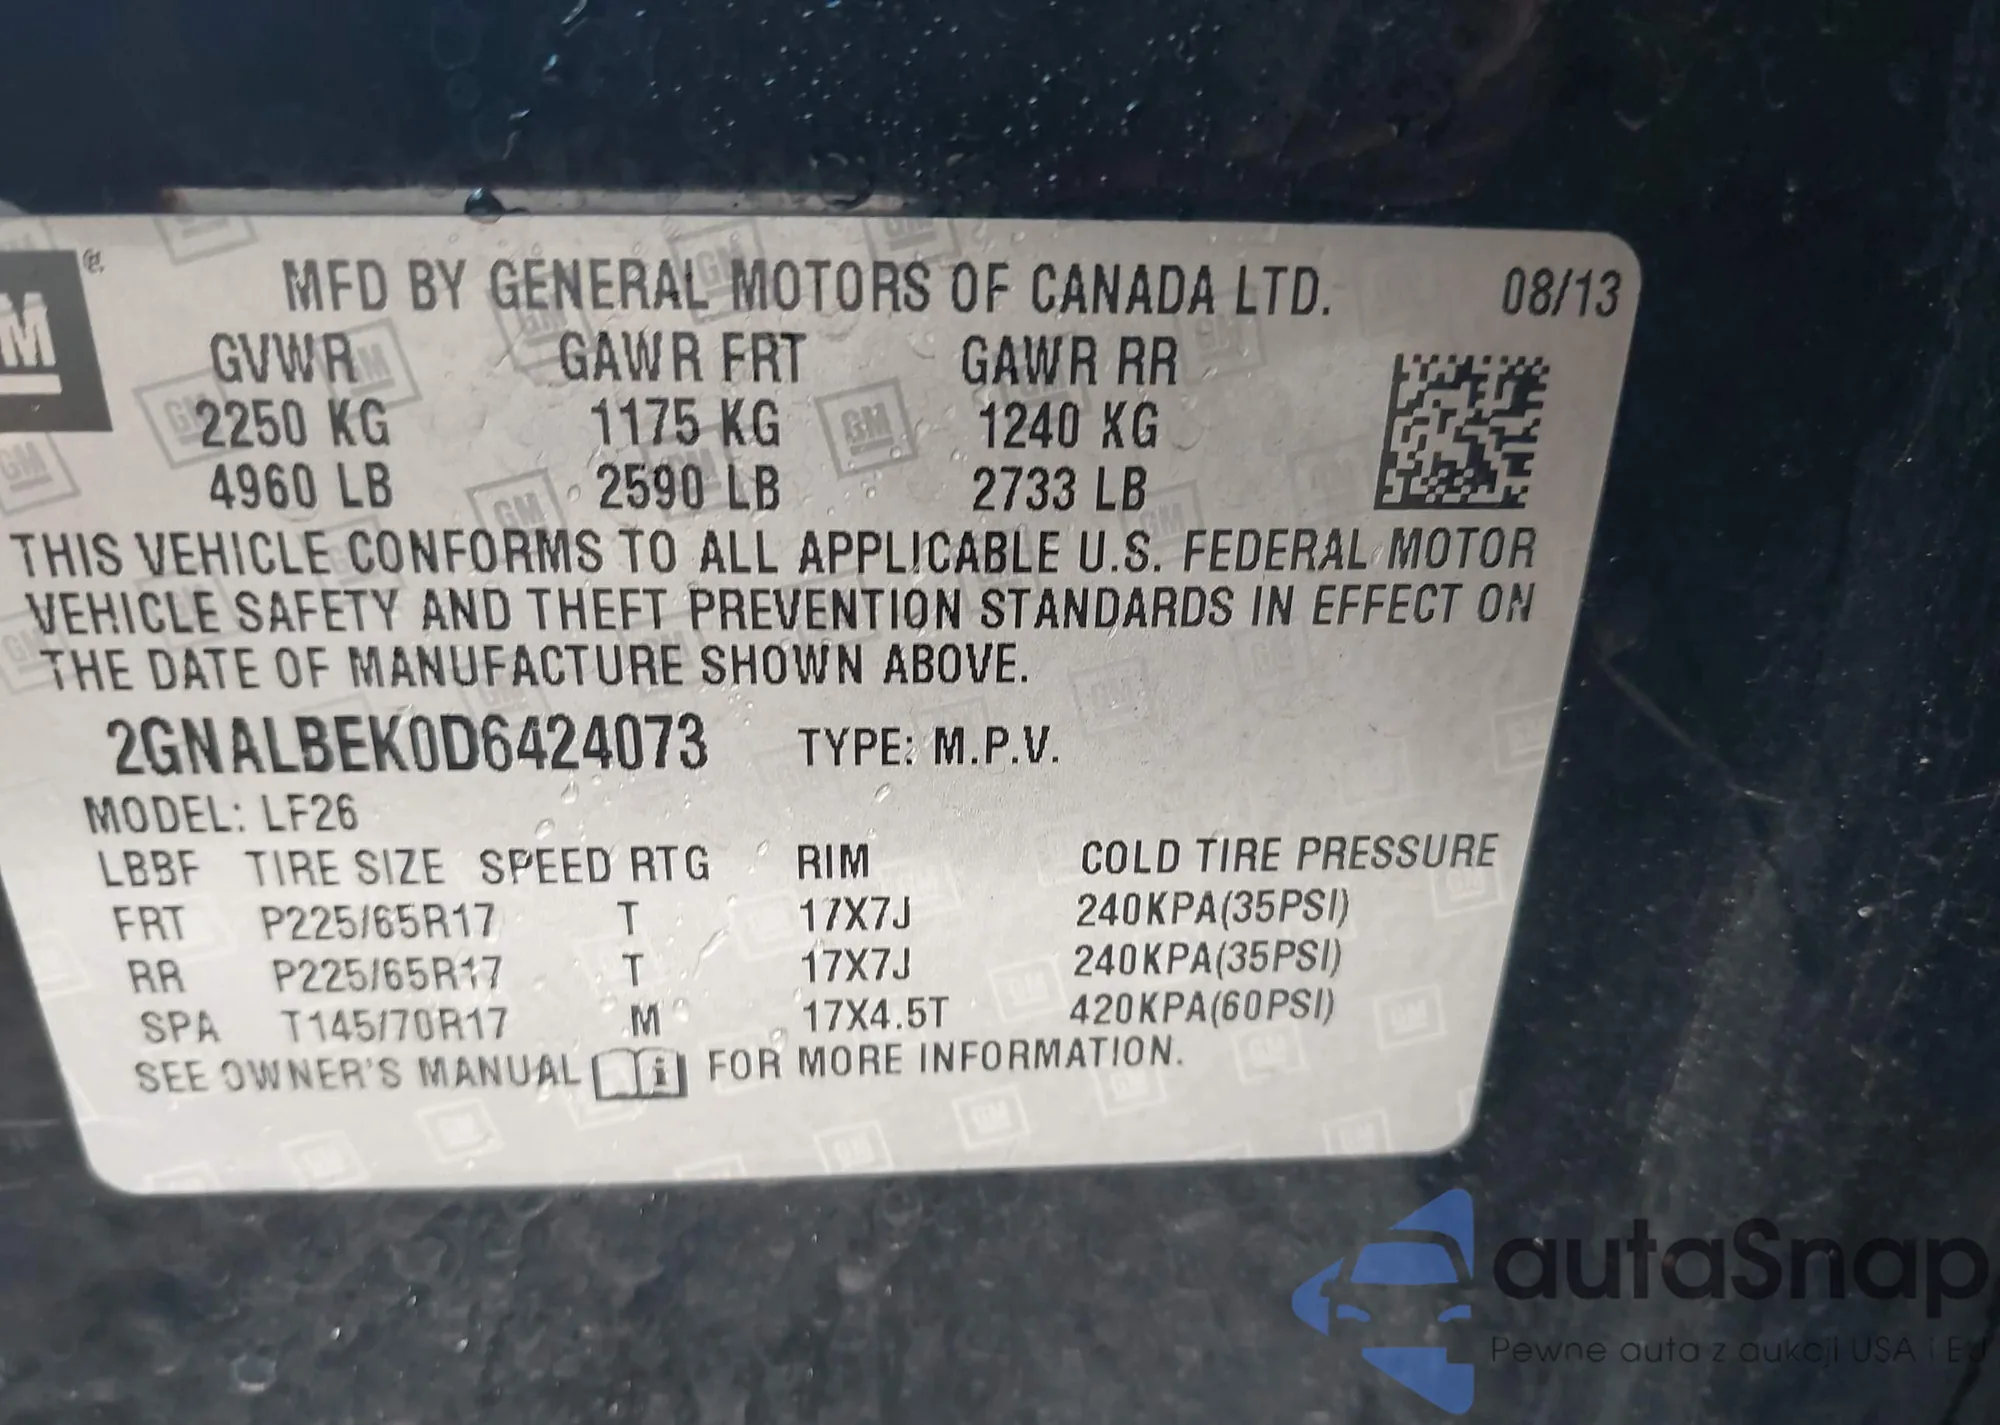 MFD BY GENERAL MOTORS OF CANADA LTD. 08/13
GVWR GAWR FRT GAWR RR
2250 KG 1175 KG 1240 KG
4960 LB 2590 LB 2733 LB
THIS VEHICLE CONFORMS TO ALL APPLICABLE U.S. FEDERAL MOTOR
VEHICLE SAFETY AND THEFT PREVENTION STANDARDS IN EFFECT ON
THE DATE OF MANUFACTURE SHOWN ABOVE.
2GNALBEK0D6424073 TYPE: M.P.V.
MODEL: LF26
LBBF TIRE SIZE SPEED RTG RIM COLD TIRE PRESSURE
FRT P225/65R17 T 17X7J 240KPA(35PSI)
RR P225/65R17 T 17X7J 240KPA(35PSI)
SPA T145/70R17 M 17X4.5T 420KPA(60PSI)
SEE OWNER'S MANUAL FOR MORE INFORMATION.
autaSnap
Pewne auta z aukcji USA i EU